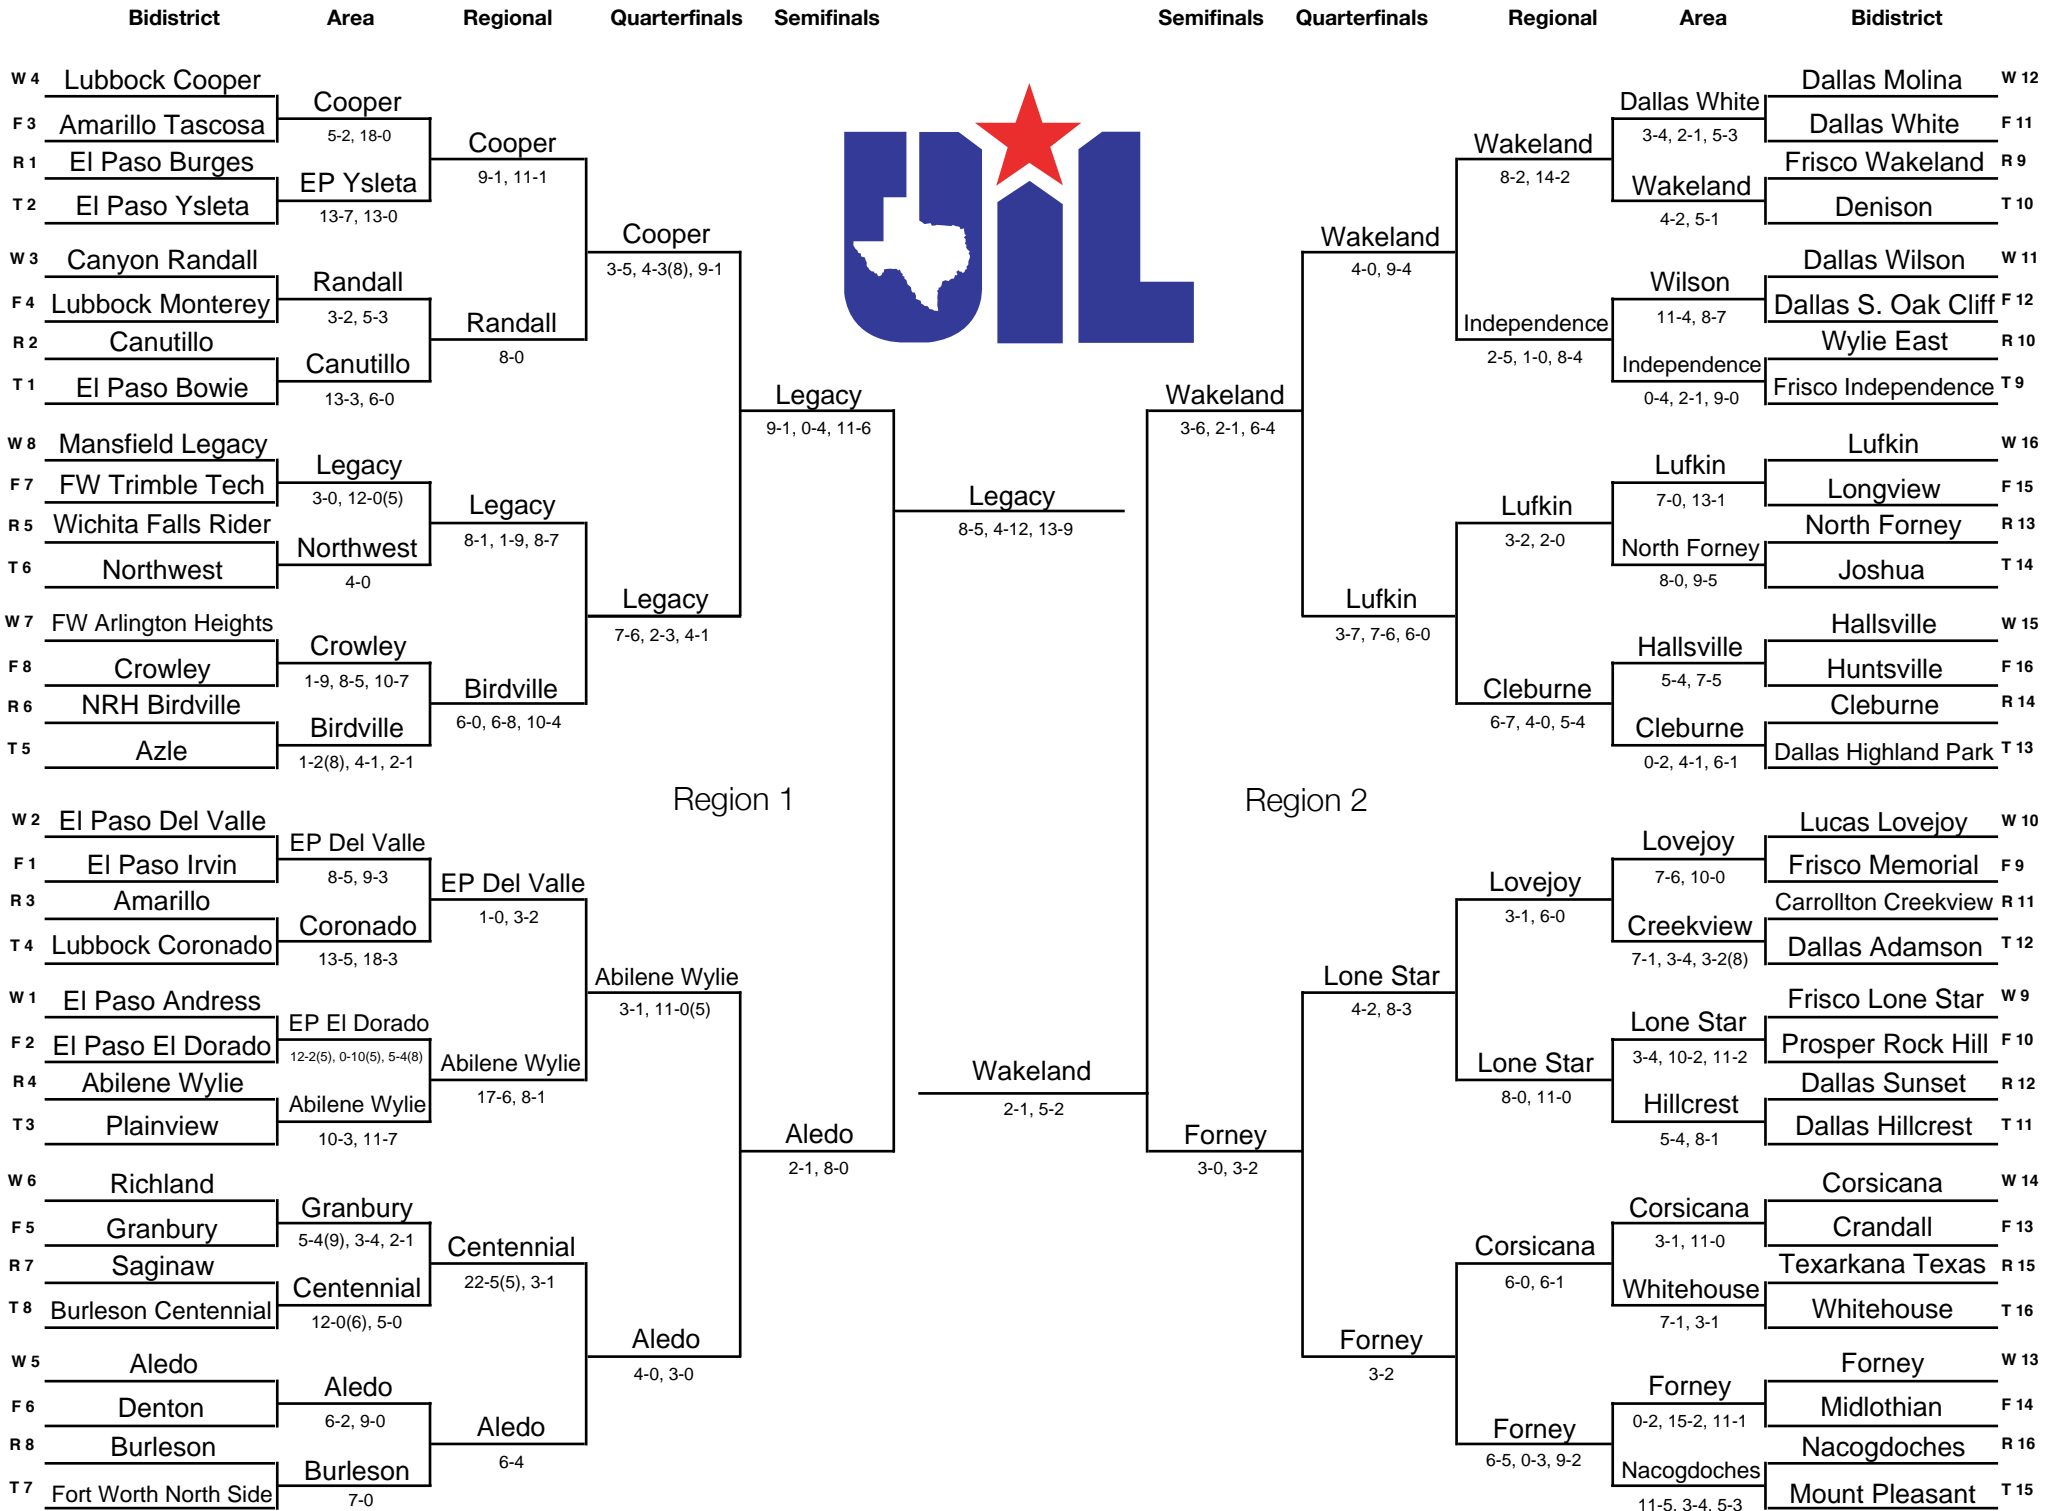 Bidistrict Area Regional Quarterfinals Semifinals Semifinals Quarterfinals Regional Area Bidistrict
W 4 Lubbock Cooper
Cooper
5-2, 18-0
F 3 Amarillo Tascosa
Cooper
9-1, 11-1
R 1 El Paso Burges
EP Ysleta
13-7, 13-0
T 2 El Paso Ysleta
Cooper
3-5, 4-3(8), 9-1
W 3 Canyon Randall
Randall
3-2, 5-3
F 4 Lubbock Monterey
Randall
8-0
R 2 Canutillo
Canutillo
13-3, 6-0
T 1 El Paso Bowie
Legacy
9-1, 0-4, 11-6
W 8 Mansfield Legacy
Legacy
3-0, 12-0(5)
F 7 FW Trimble Tech
Legacy
8-1, 1-9, 8-7
R 5 Wichita Falls Rider
Northwest
4-0
T 6 Northwest
Legacy
7-6, 2-3, 4-1
W 7 FW Arlington Heights
Crowley
1-9, 8-5, 10-7
F 8 Crowley
Birdville
6-0, 6-8, 10-4
R 6 NRH Birdville
Birdville
1-2(8), 4-1, 2-1
T 5 Azle
Legacy
8-5, 4-12, 13-9
Region 1
W 2 El Paso Del Valle
EP Del Valle
8-5, 9-3
F 1 El Paso Irvin
EP Del Valle
1-0, 3-2
R 3 Amarillo
Coronado
13-5, 18-3
T 4 Lubbock Coronado
Abilene Wylie
3-1, 11-0(5)
W 1 El Paso Andress
EP El Dorado
12-2(5), 0-10(5), 5-4(8)
F 2 El Paso El Dorado
Abilene Wylie
17-6, 8-1
R 4 Abilene Wylie
Abilene Wylie
10-3, 11-7
T 3 Plainview
Aledo
2-1, 8-0
W 6 Richland
Granbury
5-4(9), 3-4, 2-1
F 5 Granbury
Centennial
22-5(5), 3-1
R 7 Saginaw
Centennial
12-0(6), 5-0
T 8 Burleson Centennial
Aledo
4-0, 3-0
W 5 Aledo
Aledo
6-2, 9-0
F 6 Denton
Aledo
6-4
R 8 Burleson
Burleson
7-0
T 7 Fort Worth North Side
UIL
Dallas Molina W 12
Dallas White
3-4, 2-1, 5-3
Dallas White F 11
Wakeland
8-2, 14-2
Frisco Wakeland R 9
Wakeland
4-2, 5-1
Denison T 10
Wakeland
4-0, 9-4
Dallas Wilson W 11
Wilson
11-4, 8-7
Dallas S. Oak Cliff F 12
Independence
2-5, 1-0, 8-4
Wylie East R 10
Independence
0-4, 2-1, 9-0
Frisco Independence T 9
Wakeland
3-6, 2-1, 6-4
Lufkin W 16
Lufkin
7-0, 13-1
Longview F 15
Lufkin
3-2, 2-0
North Forney R 13
North Forney
8-0, 9-5
Joshua T 14
Lufkin
3-7, 7-6, 6-0
Hallsville W 15
Hallsville
5-4, 7-5
Huntsville F 16
Cleburne
6-7, 4-0, 5-4
Cleburne R 14
Cleburne
0-2, 4-1, 6-1
Dallas Highland Park T 13
Region 2
Wakeland
2-1, 5-2
Lucas Lovejoy W 10
Lovejoy
7-6, 10-0
Frisco Memorial F 9
Lovejoy
3-1, 6-0
Carrollton Creekview R 11
Creekview
7-1, 3-4, 3-2(8)
Dallas Adamson T 12
Lone Star
4-2, 8-3
Frisco Lone Star W 9
Lone Star
3-4, 10-2, 11-2
Prosper Rock Hill F 10
Lone Star
8-0, 11-0
Dallas Sunset R 12
Hillcrest
5-4, 8-1
Dallas Hillcrest T 11
Forney
3-0, 3-2
Corsicana W 14
Corsicana
3-1, 11-0
Crandall F 13
Corsicana
6-0, 6-1
Texarkana Texas R 15
Whitehouse
7-1, 3-1
Whitehouse T 16
Forney
3-2
Forney W 13
Forney
0-2, 15-2, 11-1
Midlothian F 14
Forney
6-5, 0-3, 9-2
Nacogdoches R 16
Nacogdoches
11-5, 3-4, 5-3
Mount Pleasant T 15